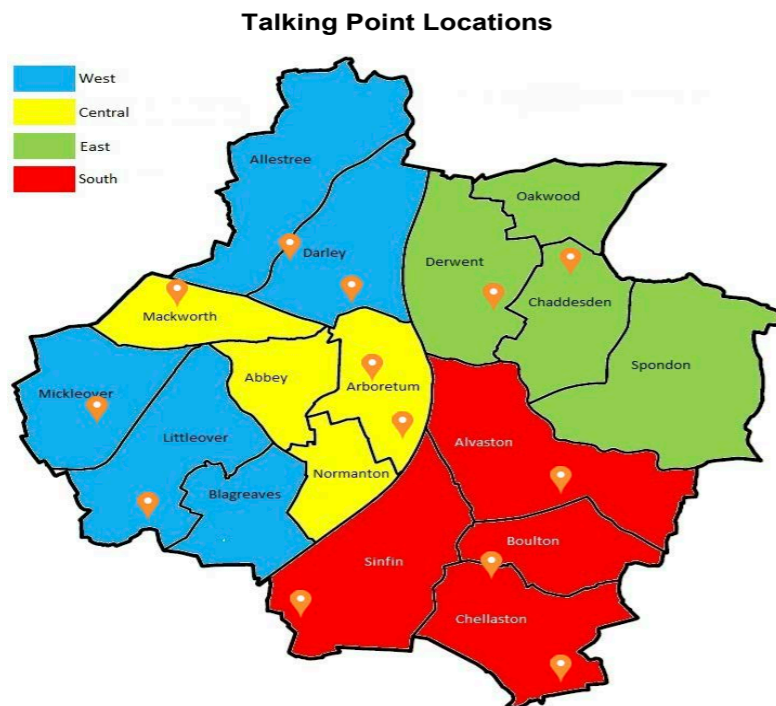 Talking Point Locations
West
Central
East
South
Allestree
Oakwood
Darley
Derwent
Chaddesden
Mackworth
Spondon
Abbey
Arboretum
Mickleover
Littleover
Alvaston
Normanton
Blagreaves
Boulton
Sinfin
Chellaston